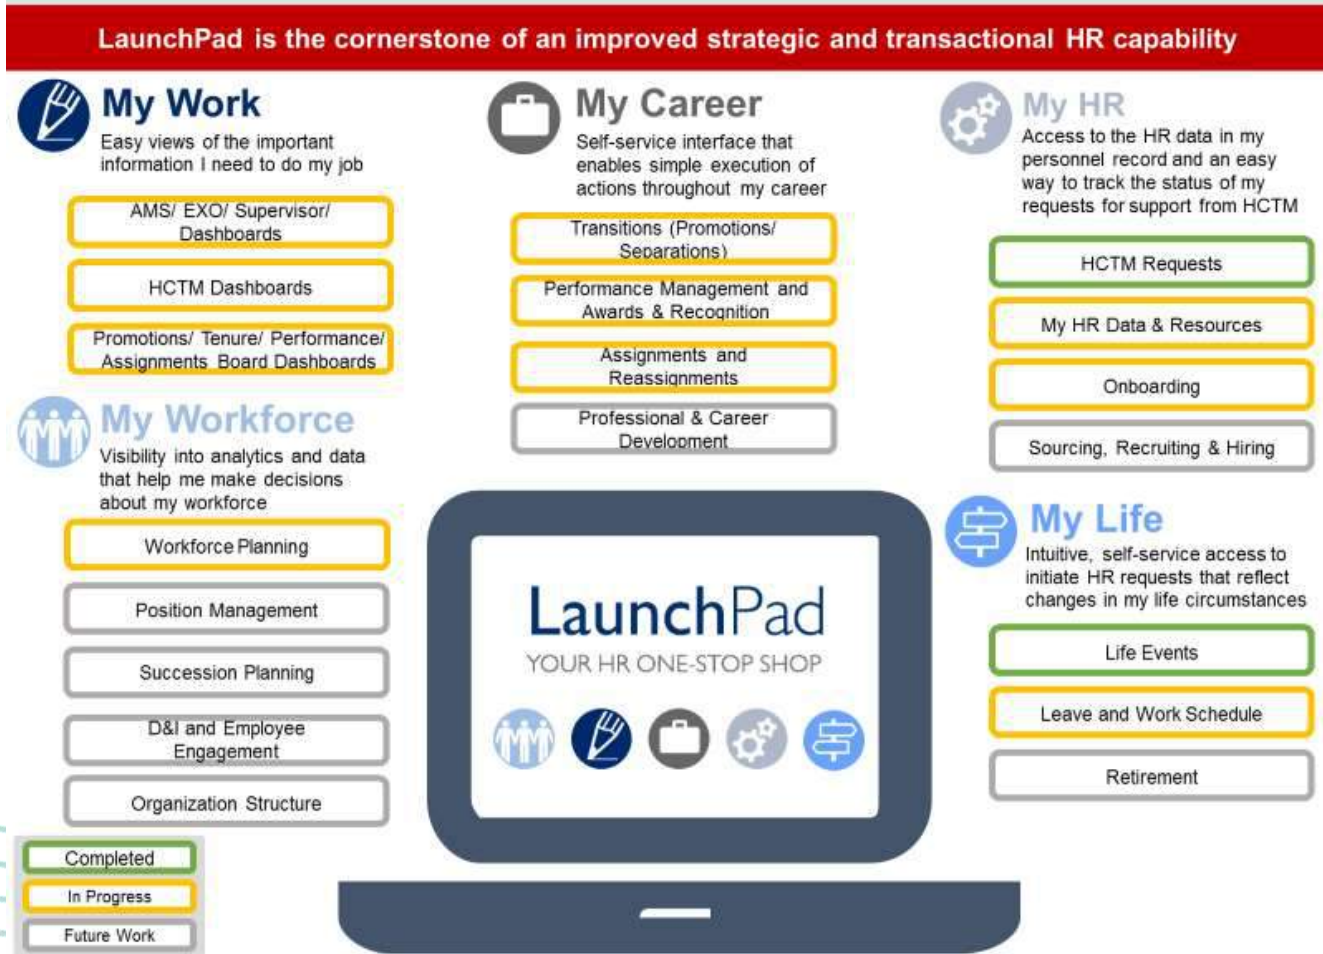 LaunchPad is the cornerstone of an improved strategic and transactional HR capability
My Work
Easy views of the important
information I need to do my job
AMS/ EXO/ Supervisor/
Dashboards
HCTM Dashboards
Promotions/ Tenure/ Performance/
Assignments Board Dashboards
My Workforce
Visibility into analytics and data
that help me make decisions
about my workforce
Workforce Planning
Position Management
Succession Planning
D&I and Employee
Engagement
Organization Structure
Completed
In Progress
Future Work
My Career
Self-service interface that
enables simple execution of
actions throughout my career
Transitions (Promotions/
Separations)
Performance Management and
Awards & Recognition
Assignments and
Reassignments
Professional & Career
Development
LaunchPad
YOUR HR ONE-STOP SHOP
My HR
Access to the HR data in my
personnel record and an easy
way to track the status of my
requests for support from HCTM
HCTM Requests
My HR Data & Resources
Onboarding
Sourcing, Recruiting & Hiring
My Life
Intuitive, self-service access to
initiate HR requests that reflect
changes in my life circumstances
Life Events
Leave and Work Schedule
Retirement